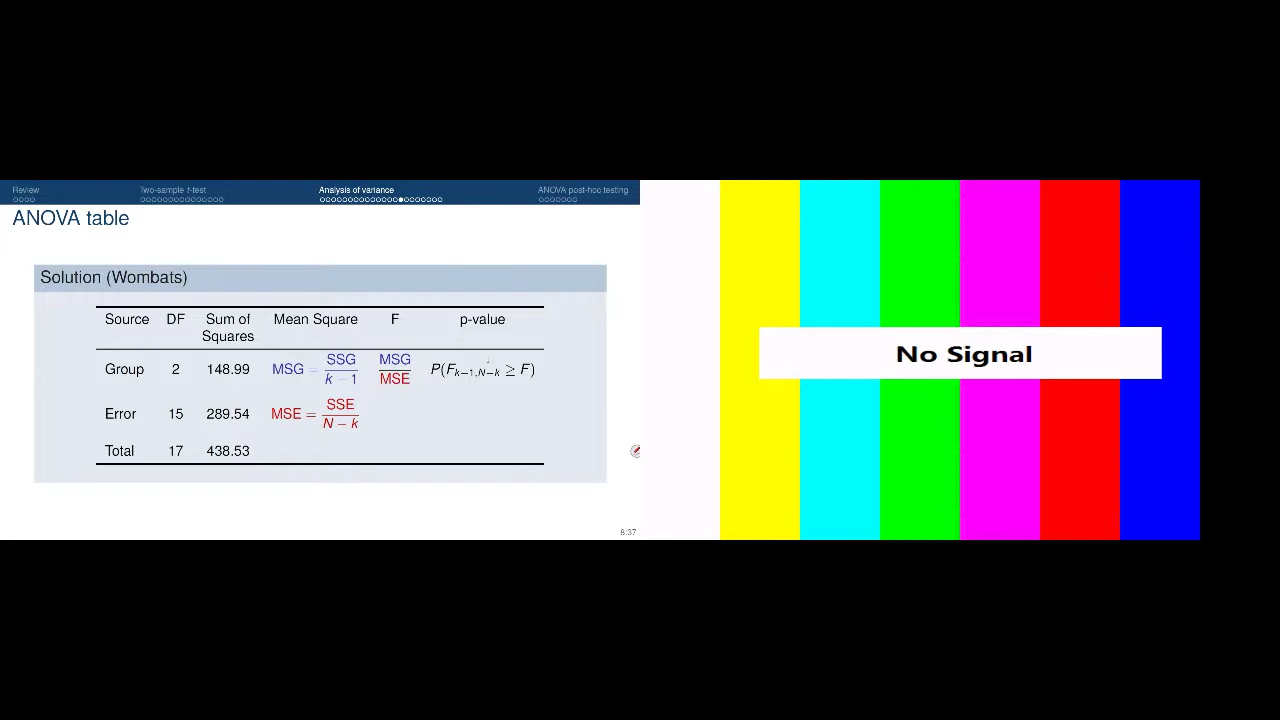 Review Two-sample t-test Analysis of variance ANOVA post-hoc testing
ANOVA table
Solution (Wombats)
Source DF Sum of Squares Mean Square F p-value
Group 2 148.99 MSG = SSG / k − 1 MSG / MSE P(F_{k−1,N−k} ≥ F)
Error 15 289.54 MSE = SSE / N − k
Total 17 438.53
8:37
No Signal